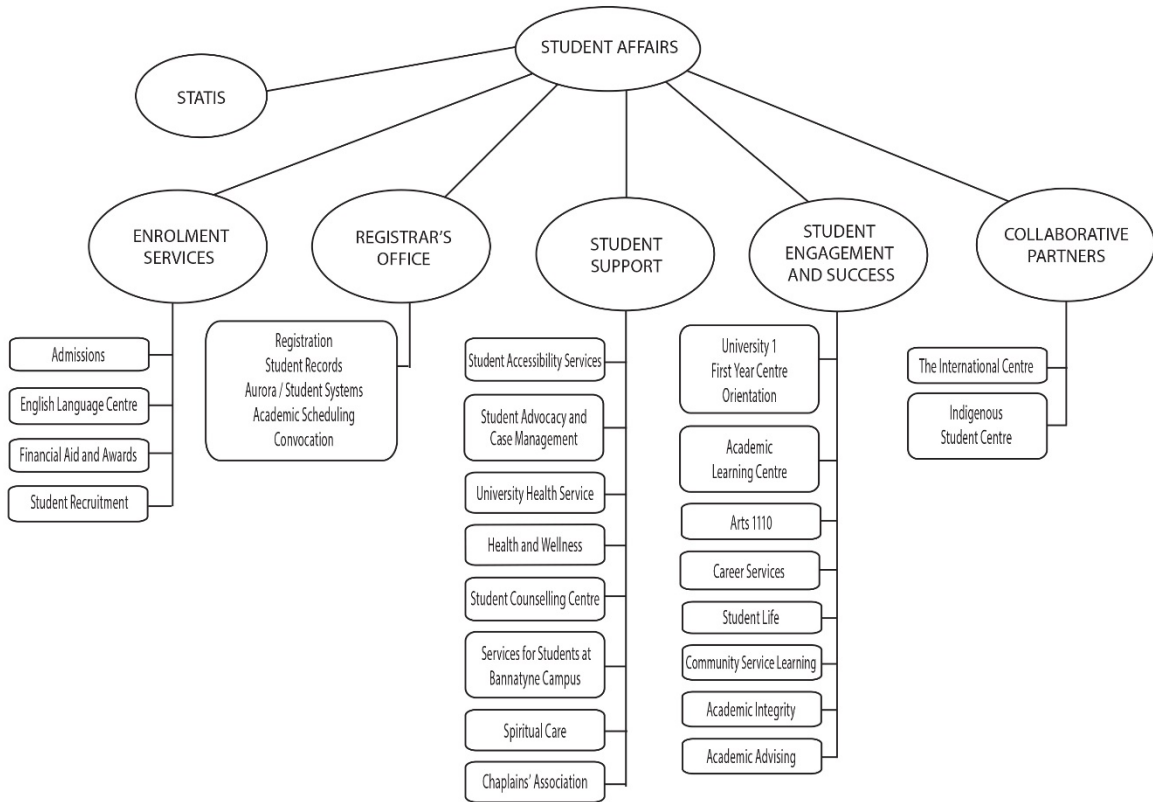 STUDENT AFFAIRS
STATIS
ENROLMENT
SERVICES
Admissions
English Language Centre
Financial Aid and Awards
Student Recruitment
REGISTRAR'S
OFFICE
Registration
Student Records
Aurora / Student Systems
Academic Scheduling
Convocation
STUDENT
SUPPORT
Student Accessibility Services
Student Advocacy and
Case Management
University Health Service
Health and Wellness
Student Counselling Centre
Services for Students at
Bannatyne Campus
Spiritual Care
Chaplains' Association
STUDENT
ENGAGEMENT
AND SUCCESS
University 1
First Year Centre
Orientation
Academic
Learning Centre
Arts 1110
Career Services
Student Life
Community Service Learning
Academic Integrity
Academic Advising
COLLABORATIVE
PARTNERS
The International Centre
Indigenous
Student Centre